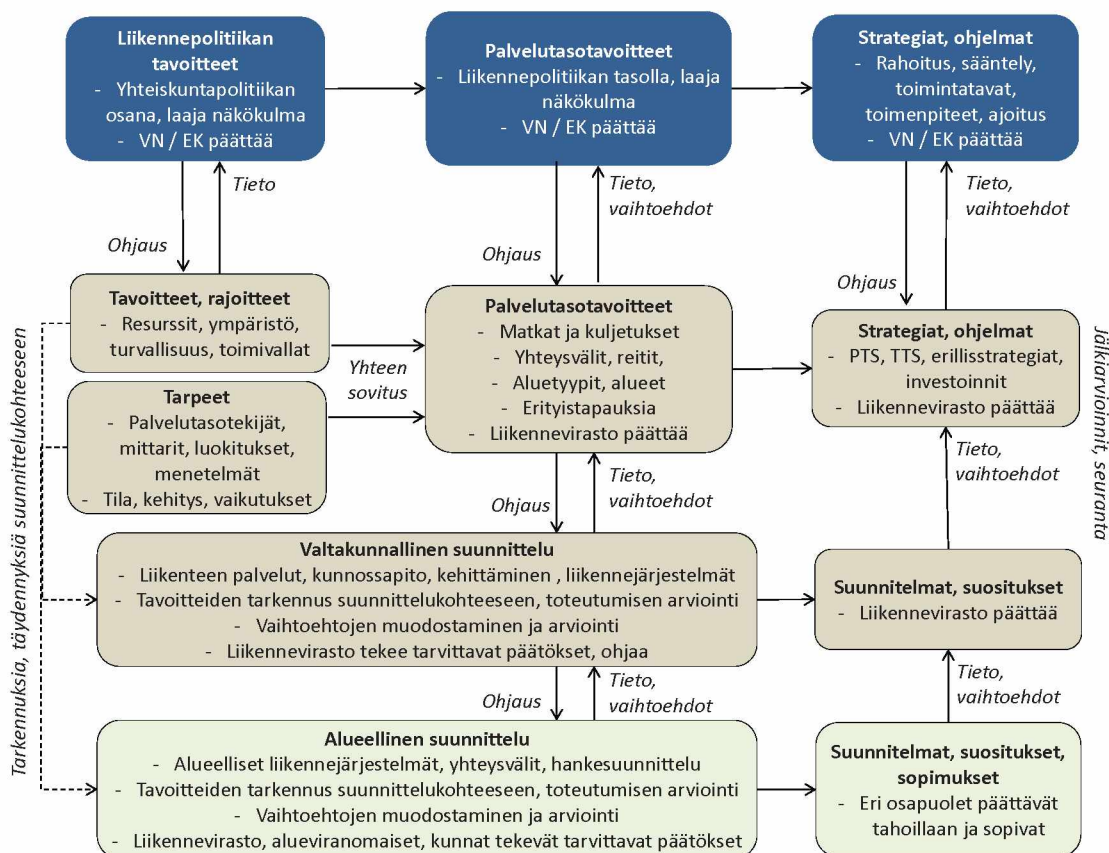 Liikennepolitiikan
tavoitteet
- Yhteiskuntapolitiikan
osana, laaja näkökulma
- VN / EK päättää
Palvelutasotavoitteet
- Liikennepolitiikan tasolla, laaja
näkökulma
- VN / EK päättää
Strategiat, ohjelmat
- Rahoitus, sääntely,
toimintatavat,
toimenpiteet, ajoitus
- VN / EK päättää
Tieto
Ohjaus
Tieto,
vaihtoehdot
Ohjaus
Tieto,
vaihtoehdot
Ohjaus
Tavoitteet, rajoitteet
- Resurssit, ympäristö,
turvallisuus, toimivallat
Yhteen
sovitus
Tarpeet
- Palvelutasotekijät,
mittarit, luokitukset,
menetelmät
- Tila, kehitys, vaikutukset
Palvelutasotavoitteet
- Matkat ja kuljetukset
- Yhteysvälit, reitit,
- Aluetyypit, alueet
- Erityistapauksia
- Liikennevirasto päättää
Strategiat, ohjelmat
- PTS, TTS, erillisstrategiat,
investoinnit
- Liikennevirasto päättää
Tieto,
vaihtoehdot
Ohjaus
Tieto,
vaihtoehdot
Valtakunnallinen suunnittelu
- Liikenteen palvelut, kunnossapito, kehittäminen , liikennejärjestelmät
- Tavoitteiden tarkennus suunnittelukohteeseen, toteutumisen arviointi
- Vaihtoehtojen muodostaminen ja arviointi
- Liikennevirasto tekee tarvittavat päätökset, ohjaa
Suunnitelmat, suositukset
- Liikennevirasto päättää
Ohjaus
Tieto,
vaihtoehdot
Tieto,
vaihtoehdot
Alueellinen suunnittelu
- Alueelliset liikennejärjestelmät, yhteysvälit, hankesuunnittelu
- Tavoitteiden tarkennus suunnittelukohteeseen, toteutumisen arviointi
- Vaihtoehtojen muodostaminen ja arviointi
- Liikennevirasto, alueviranomaiset, kunnat tekevät tarvittavat päätökset
Suunnitelmat, suositukset,
sopimukset
- Eri osapuolet päättävät
tahoillaan ja sopivat
Tarkennuksia, täydennyksiä suunnittelukohteeseen
Jälkiarvioinnit, seuranta